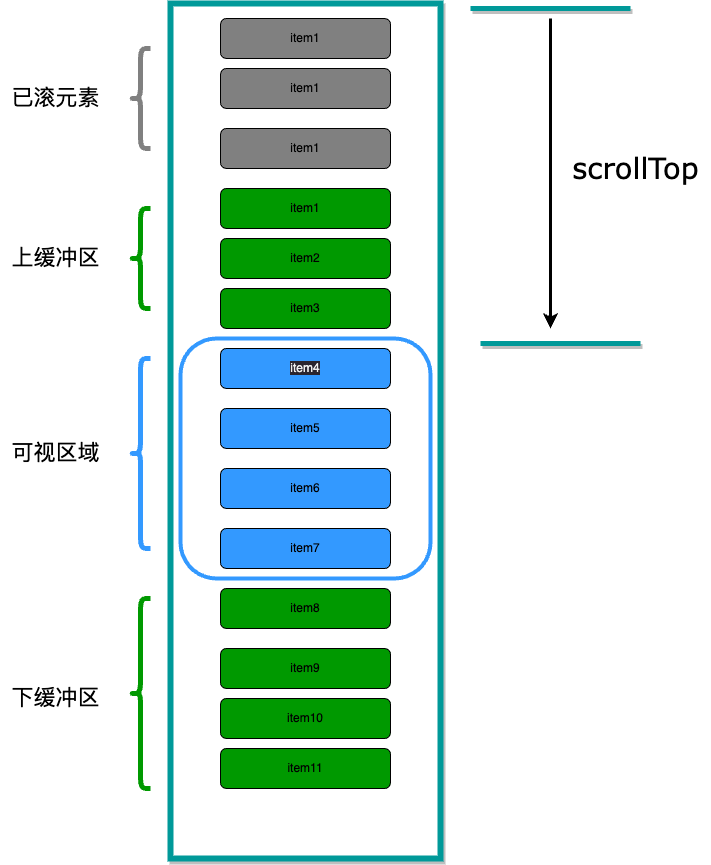 item1
item1
已滚元素
item1
scrollTop
item1
上缓冲区
item2
item3
item4
item5
可视区域
item6
item7
item8
item9
下缓冲区
item10
item11